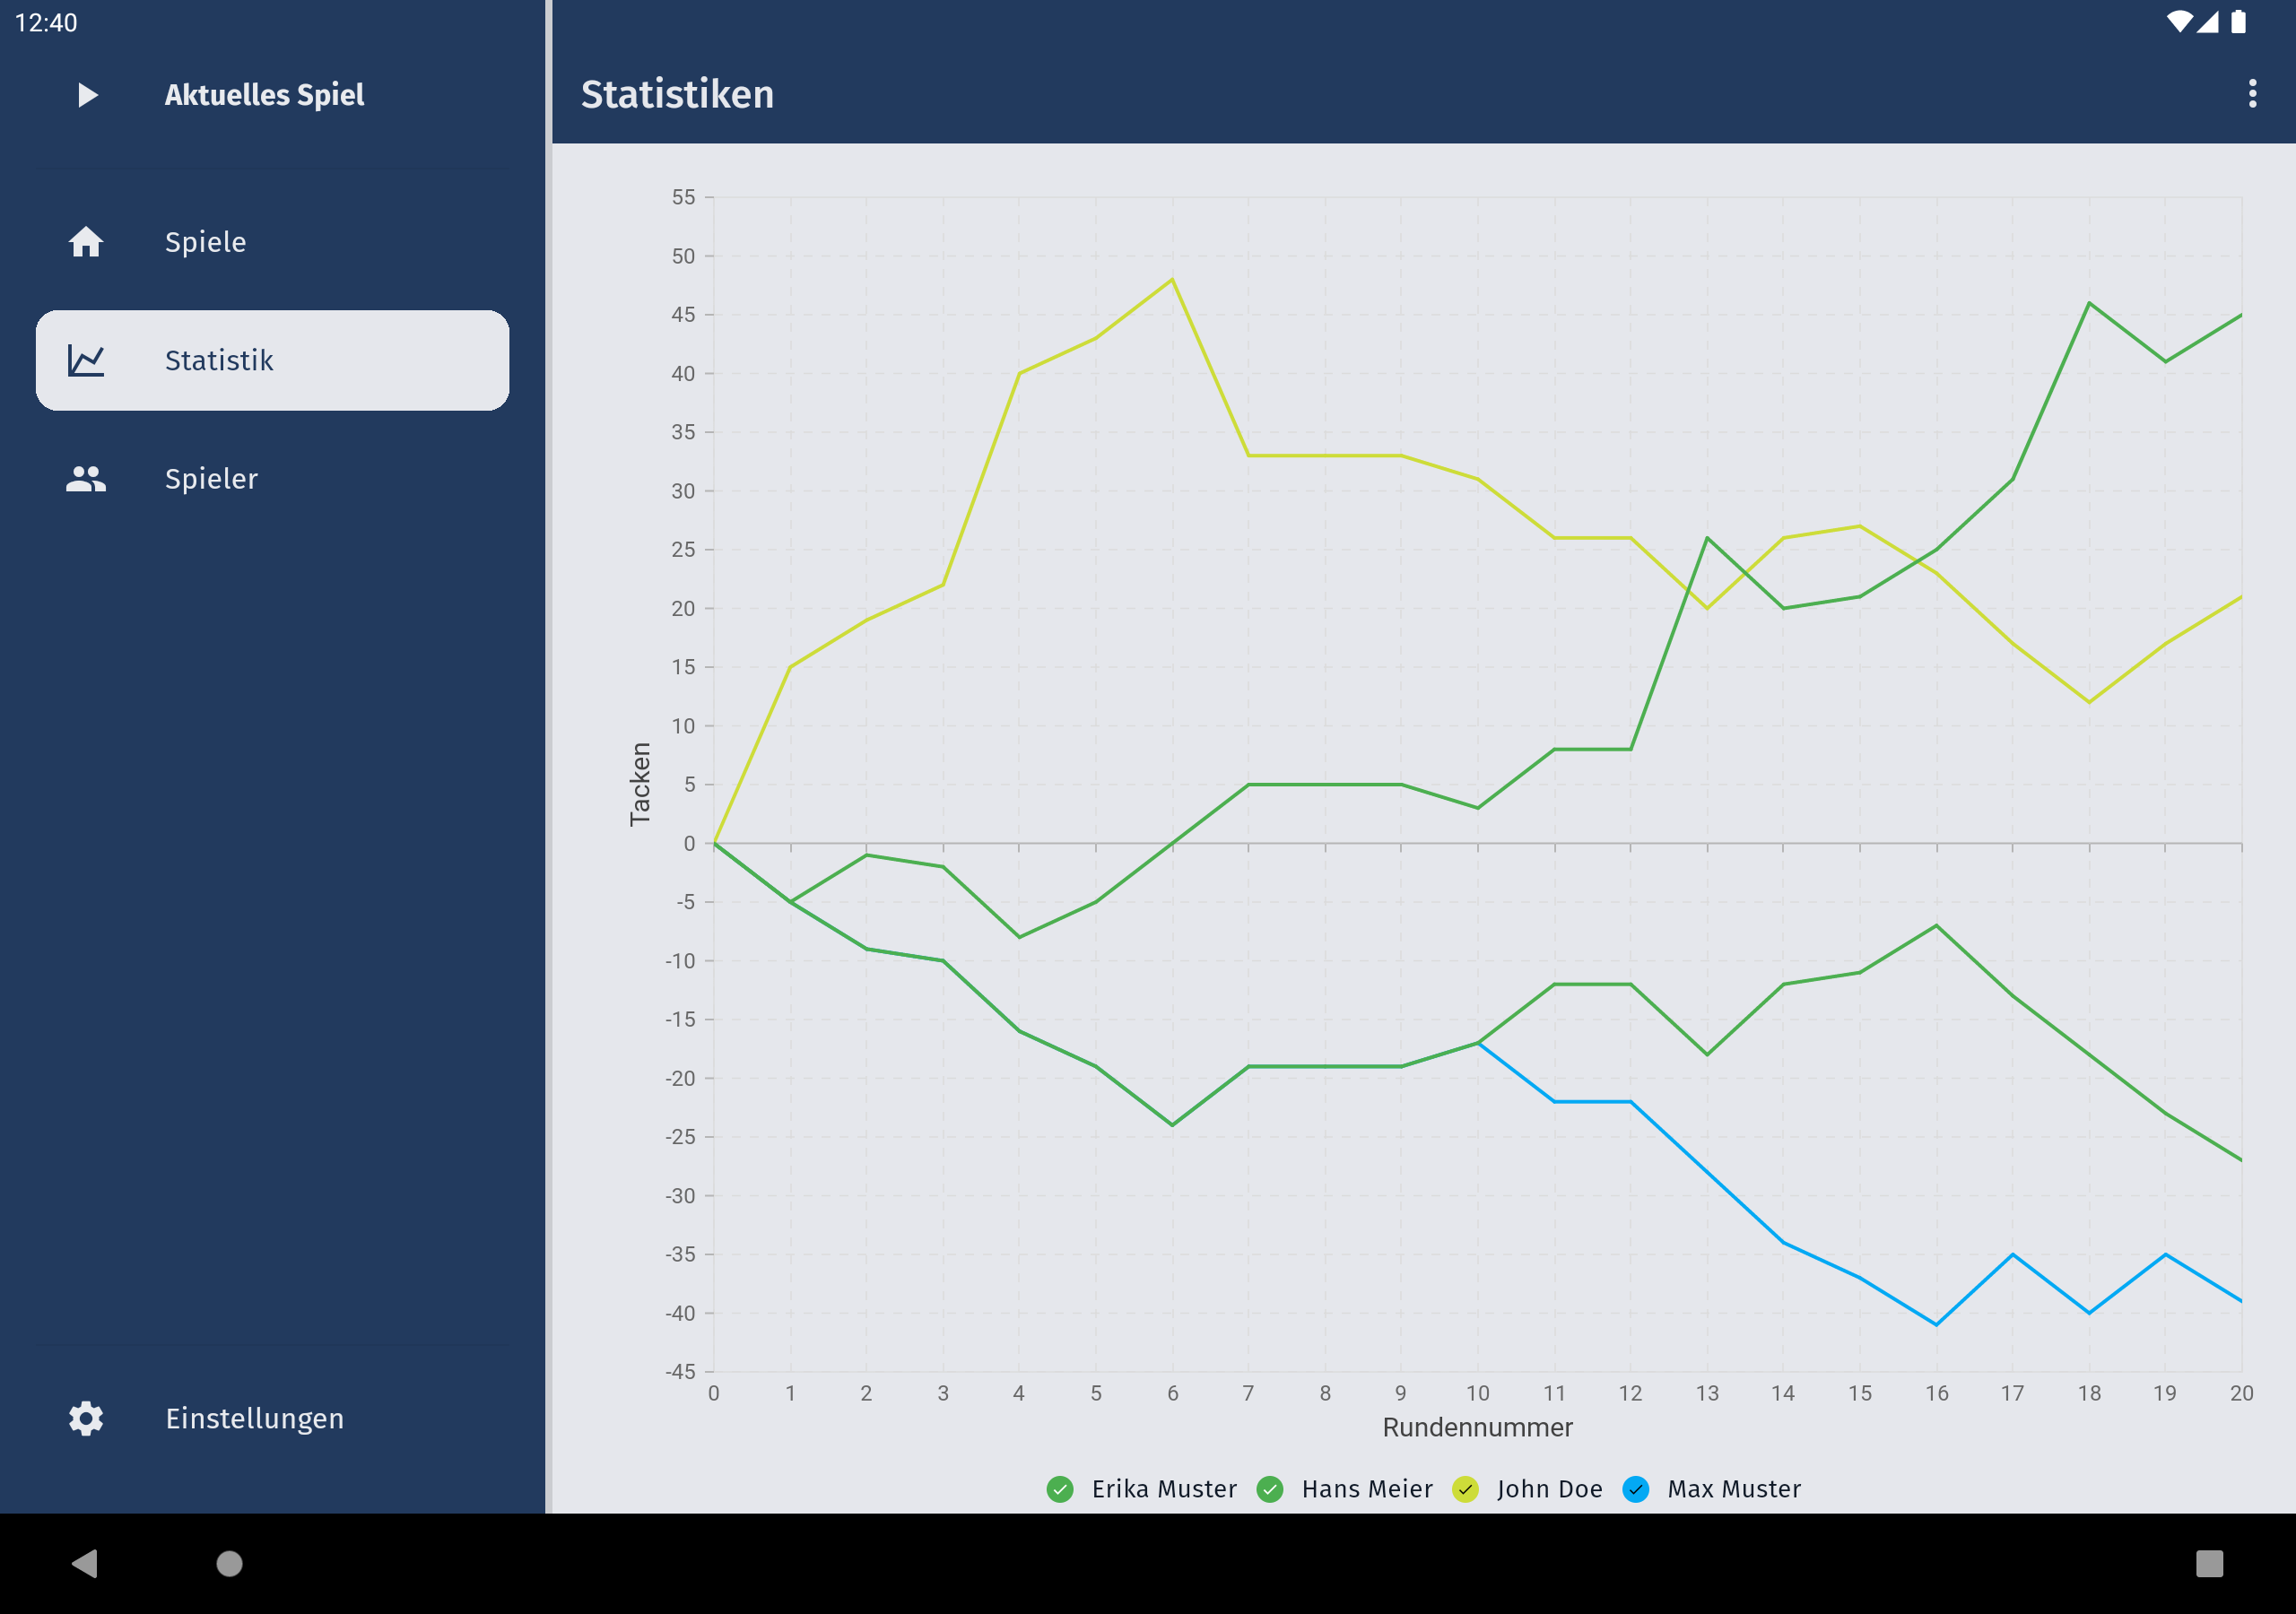 12:40
Aktuelles Spiel
Spiele
Statistik
Spieler
Einstellungen
Statistiken
55
50
45
40
35
30
25
20
15
10
5
0
-5
-10
-15
-20
-25
-30
-35
-40
-45
Tacken
0 1 2 3 4 5 6 7 8 9 10 11 12 13 14 15 16 17 18 19 20
Rundennummer
Erika Muster Hans Meier John Doe Max Muster